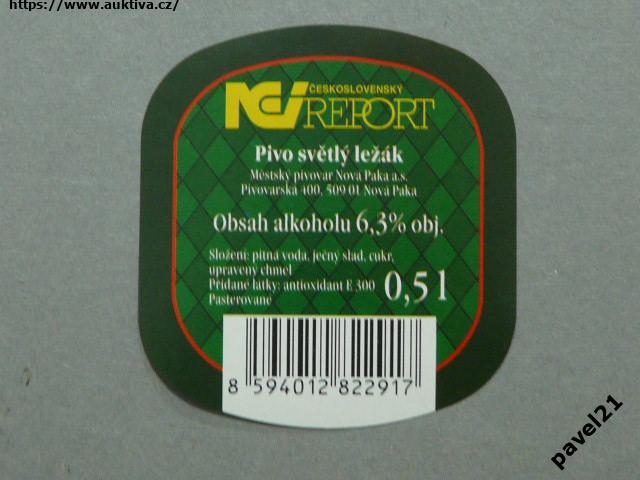 https://www.auktiva.cz/
ČESKOSLOVENSKÝ
REPORT
Pivo světlý ležák
Městský pivovar Nová Paka a.s.
Pivovarská 400, 509 01 Nová Paka
Obsah alkoholu 6,3% obj.
Složení: pitná voda, ječný slad, cukr,
upravený chmel
Přídané látky: antioxidant E 300
Pasterované
0,5 l
8 594012 822917
pavel21